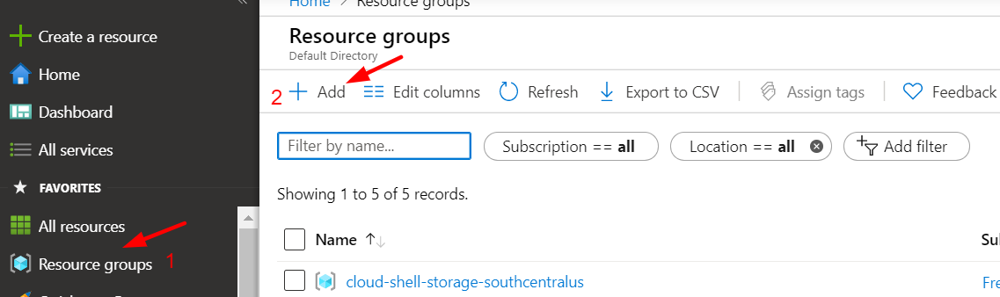 Create a resource
Home
Dashboard
All services
FAVORITES
All resources
Resource groups 1
Home > Resource groups
Resource groups
Default Directory
2 Add Edit columns Refresh Export to CSV Assign tags Feedback
Filter by name... Subscription == all Location == all Add filter
Showing 1 to 5 of 5 records.
Name Su
cloud-shell-storage-southcentralus Fre